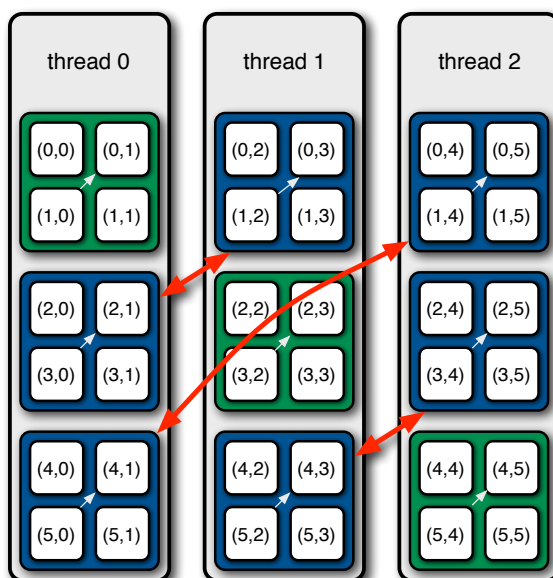 thread 0 thread 1 thread 2
(0,0) (0,1) (0,2) (0,3) (0,4) (0,5)
(1,0) (1,1) (1,2) (1,3) (1,4) (1,5)
(2,0) (2,1) (2,2) (2,3) (2,4) (2,5)
(3,0) (3,1) (3,2) (3,3) (3,4) (3,5)
(4,0) (4,1) (4,2) (4,3) (4,4) (4,5)
(5,0) (5,1) (5,2) (5,3) (5,4) (5,5)